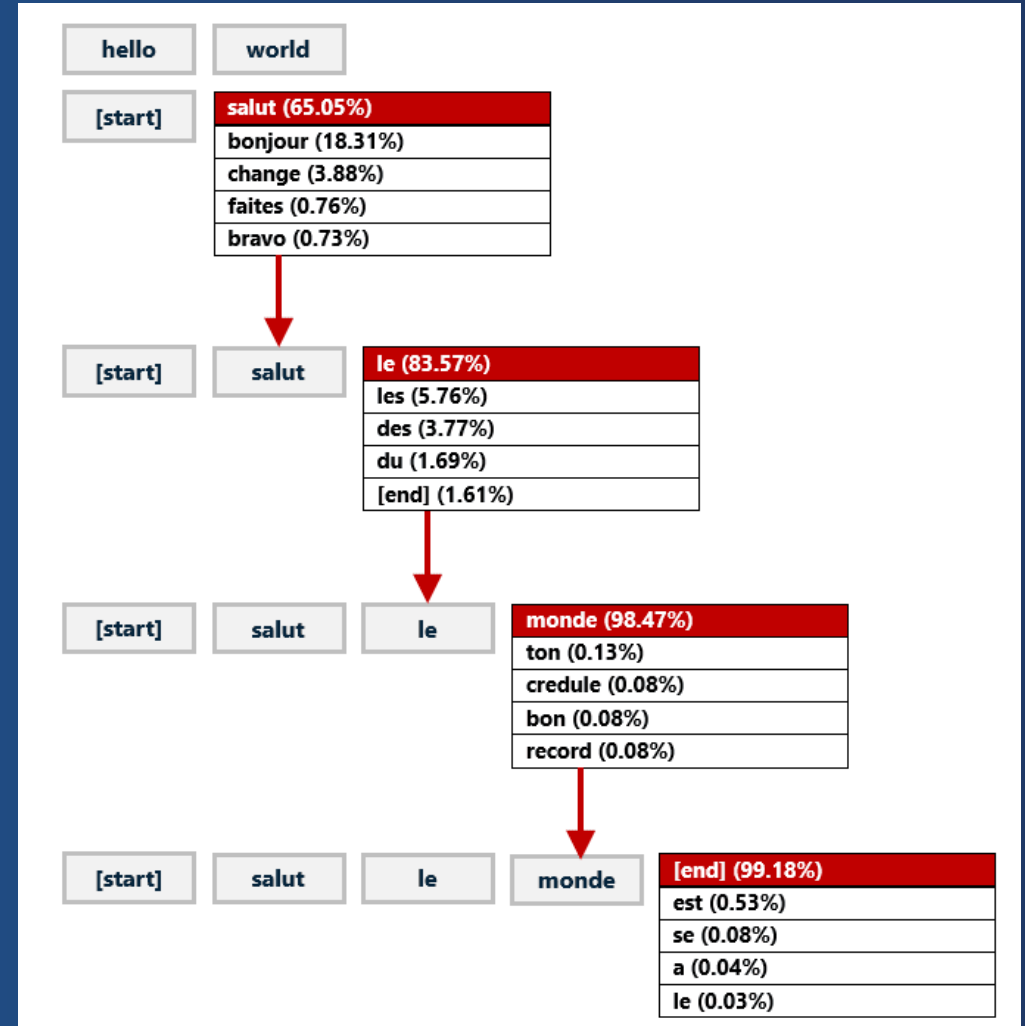 hello world
[start] salut (65.05%)
bonjour (18.31%)
change (3.88%)
faites (0.76%)
bravo (0.73%)
[start] salut le (83.57%)
les (5.76%)
des (3.77%)
du (1.69%)
[end] (1.61%)
[start] salut le monde (98.47%)
ton (0.13%)
credule (0.08%)
bon (0.08%)
record (0.08%)
[start] salut le monde [end] (99.18%)
est (0.53%)
se (0.08%)
a (0.04%)
le (0.03%)